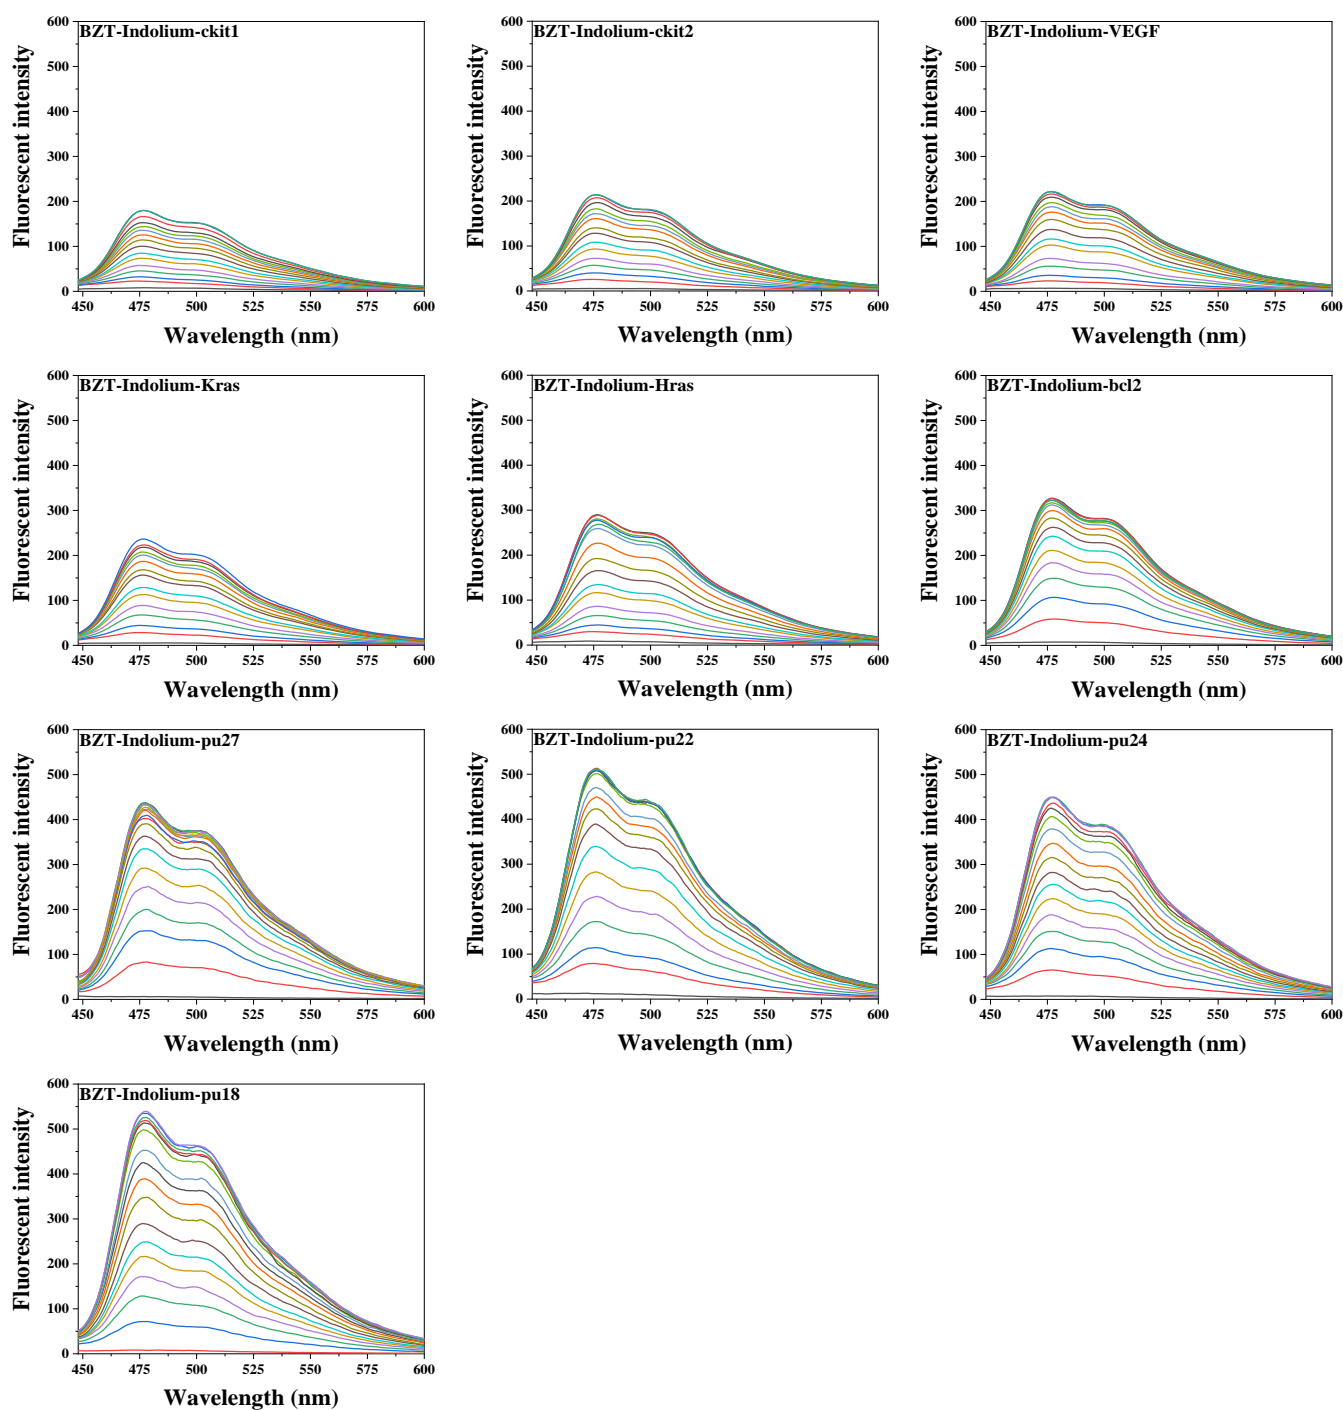 BZT-Indolium-ckit1
Fluorescent intensity
600
500
400
300
200
100
0
450 475 500 525 550 575 600
Wavelength (nm)
BZT-Indolium-ckit2
Fluorescent intensity
600
500
400
300
200
100
0
450 475 500 525 550 575 600
Wavelength (nm)
BZT-Indolium-VEGF
Fluorescent intensity
600
500
400
300
200
100
0
450 475 500 525 550 575 600
Wavelength (nm)
BZT-Indolium-Kras
Fluorescent intensity
600
500
400
300
200
100
0
450 475 500 525 550 575 600
Wavelength (nm)
BZT-Indolium-Hras
Fluorescent intensity
600
500
400
300
200
100
0
450 475 500 525 550 575 600
Wavelength (nm)
BZT-Indolium-bcl2
Fluorescent intensity
600
500
400
300
200
100
0
450 475 500 525 550 575 600
Wavelength (nm)
BZT-Indolium-pu27
Fluorescent intensity
600
500
400
300
200
100
0
450 475 500 525 550 575 600
Wavelength (nm)
BZT-Indolium-pu22
Fluorescent intensity
600
500
400
300
200
100
0
450 475 500 525 550 575 600
Wavelength (nm)
BZT-Indolium-pu24
Fluorescent intensity
600
500
400
300
200
100
0
450 475 500 525 550 575 600
Wavelength (nm)
BZT-Indolium-pu18
Fluorescent intensity
600
500
400
300
200
100
0
450 475 500 525 550 575 600
Wavelength (nm)